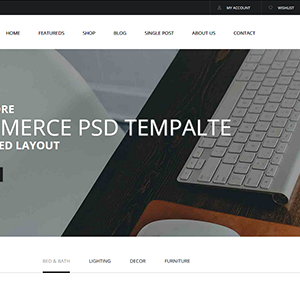 MY ACCOUNT WISHLIST
HOME FEATUREDS SHOP BLOG SINGLE POST ABOUT US CONTACT
ORE
MERCE PSD TEMPALTE
ED LAYOUT
BED & BATH LIGHTING DECOR FURNITURE